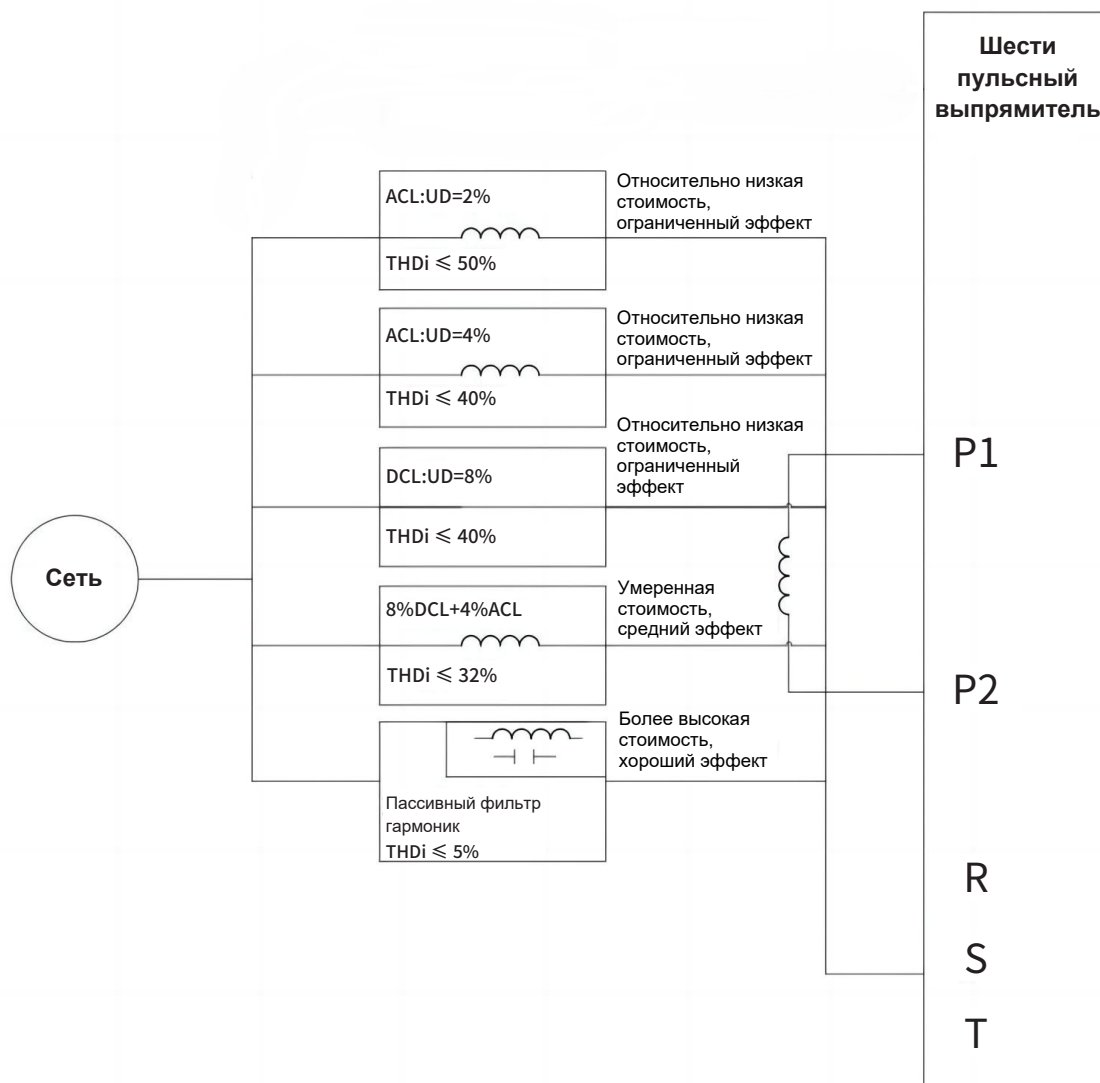 Шести
пульсный
выпрямитель
ACL:UD=2%
THDi ⩽ 50%
Относительно низкая
стоимость,
ограниченный эффект
ACL:UD=4%
THDi ⩽ 40%
Относительно низкая
стоимость,
ограниченный эффект
DCL:UD=8%
THDi ⩽ 40%
Относительно низкая
стоимость,
ограниченный
эффект
P1
Сеть
8%DCL+4%ACL
THDi ⩽ 32%
Умеренная
стоимость,
средний эффект
P2
Пассивный фильтр
гармоник
THDi ⩽ 5%
Более высокая
стоимость,
хороший эффект
R
S
T